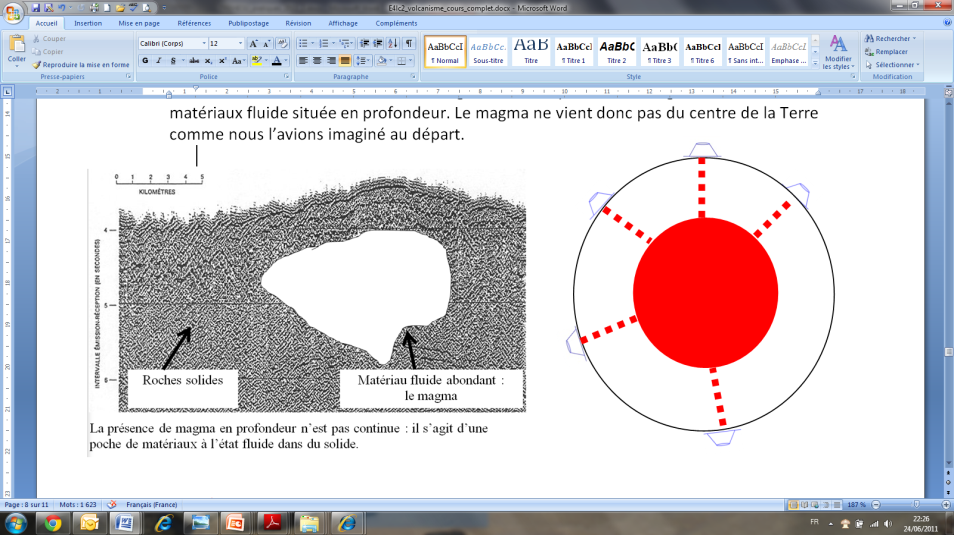 E4lc2_volcanisme_cours_complet.docx - Microsoft Word
Accueil Insertion Mise en page Références Publipostage Révision Affichage Compléments
Coller
Couper
Copier
Reproduire la mise en forme
Presse-papiers
Calibri (Corps) 12
G I S abc x₂ x² Aa
Police
Paragraphe
AaBbCcI AaBbCc. AaB AaBbCcI AaBbC AaBb( AaBbCcI AaBbCcI AaBbCcI
¶ Normal Sous-titre Titre ¶ Titre 1 Titre 2 ¶ Titre 3 ¶ Titre 6 ¶ Sans int... Emphase ...
Style
Modifier les styles
Rechercher
Remplacer
Sélectionner
Modification
matériaux fluide située en profondeur. Le magma ne vient donc pas du centre de la Terre
comme nous l'avions imaginé au départ.
0 1 2 3 4 5
KILOMÈTRES
INTERVALLE ÉMISSION-RÉCEPTION (EN SECONDES)
4
5
6
Roches solides
Matériau fluide abondant :
le magma
La présence de magma en profondeur n'est pas continue : il s'agit d'une
poche de matériaux à l'état fluide dans du solide.
Page : 8 sur 11 Mots : 1 623 Français (France) 187 %
FR 22:26
24/06/2011